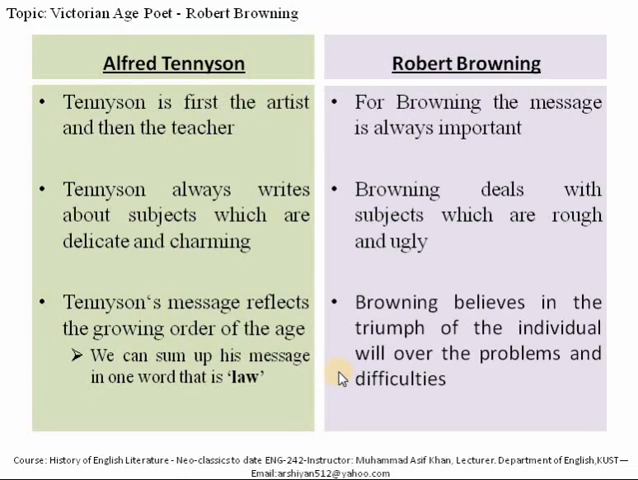 Topic: Victorian Age Poet - Robert Browning
Alfred Tennyson
• Tennyson is first the artist
and then the teacher
• Tennyson always writes
about subjects which are
delicate and charming
• Tennyson‘s message reflects
the growing order of the age
➢ We can sum up his message
in one word that is ‘law’
Robert Browning
• For Browning the message
is always important
• Browning deals with
subjects which are rough
and ugly
• Browning believes in the
triumph of the individual
will over the problems and
difficulties
Course: History of English Literature - Neo-classics to date ENG-242-Instructor: Muhammad Asif Khan, Lecturer. Department of English,KUST—
Email:arshiyan512@yahoo.com